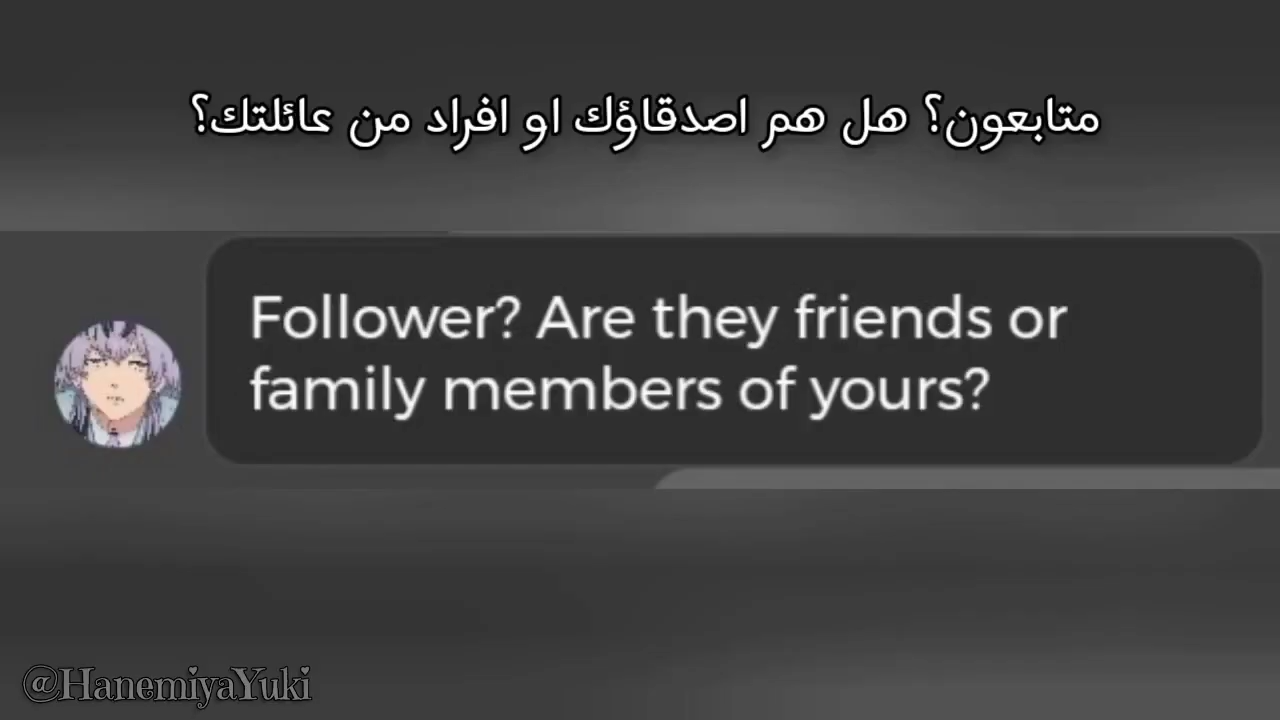 متابعون؟ هل هم اصدقاؤك او افراد من عائلتك؟
Follower? Are they friends or
family members of yours?
@HanemiyaYuki